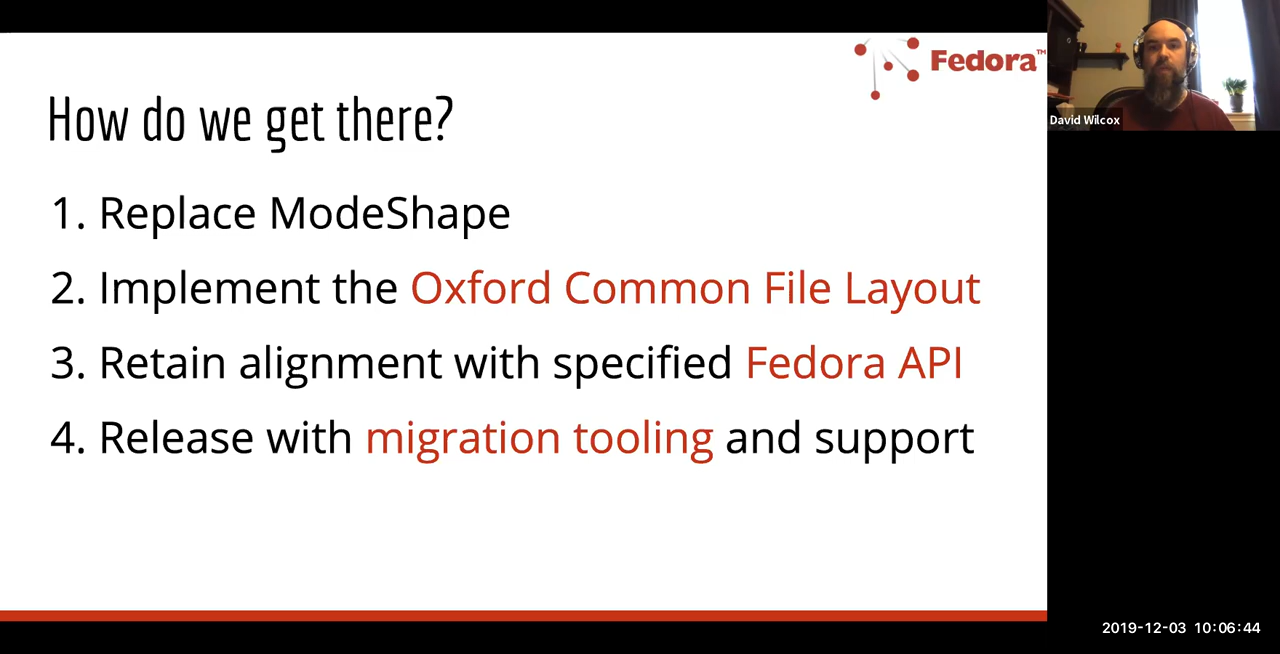 Fedora™
David Wilcox
How do we get there?
1. Replace ModeShape
2. Implement the Oxford Common File Layout
3. Retain alignment with specified Fedora API
4. Release with migration tooling and support
2019-12-03 10:06:44